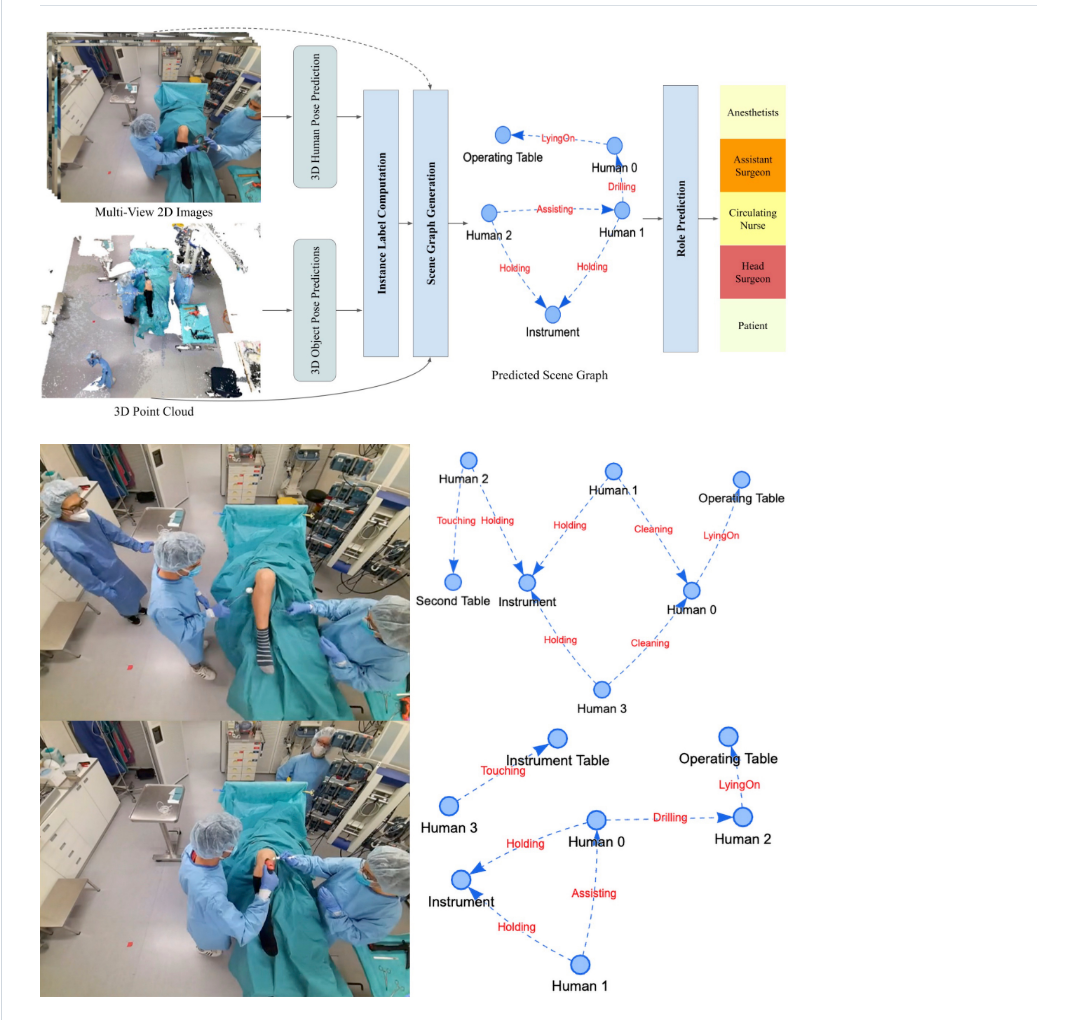 Multi-View 2D Images
3D Point Cloud
3D Human Pose Prediction
3D Object Pose Predictions
Instance Label Computation
Scene Graph Generation
LyingOn
Operating Table
Human 0
Drilling
Assisting
Human 2
Human 1
Holding
Holding
Instrument
Predicted Scene Graph
Role Prediction
Anesthetists
Assistant
Surgeon
Circulating
Nurse
Head
Surgeon
Patient
Human 2
Human 1
Operating Table
Touching
Holding
Holding
Cleaning
LyingOn
Second Table
Instrument
Human 0
Holding
Cleaning
Human 3
Instrument Table
Operating Table
Touching
LyingOn
Human 3
Drilling
Human 0
Human 2
Holding
Instrument
Assisting
Holding
Human 1